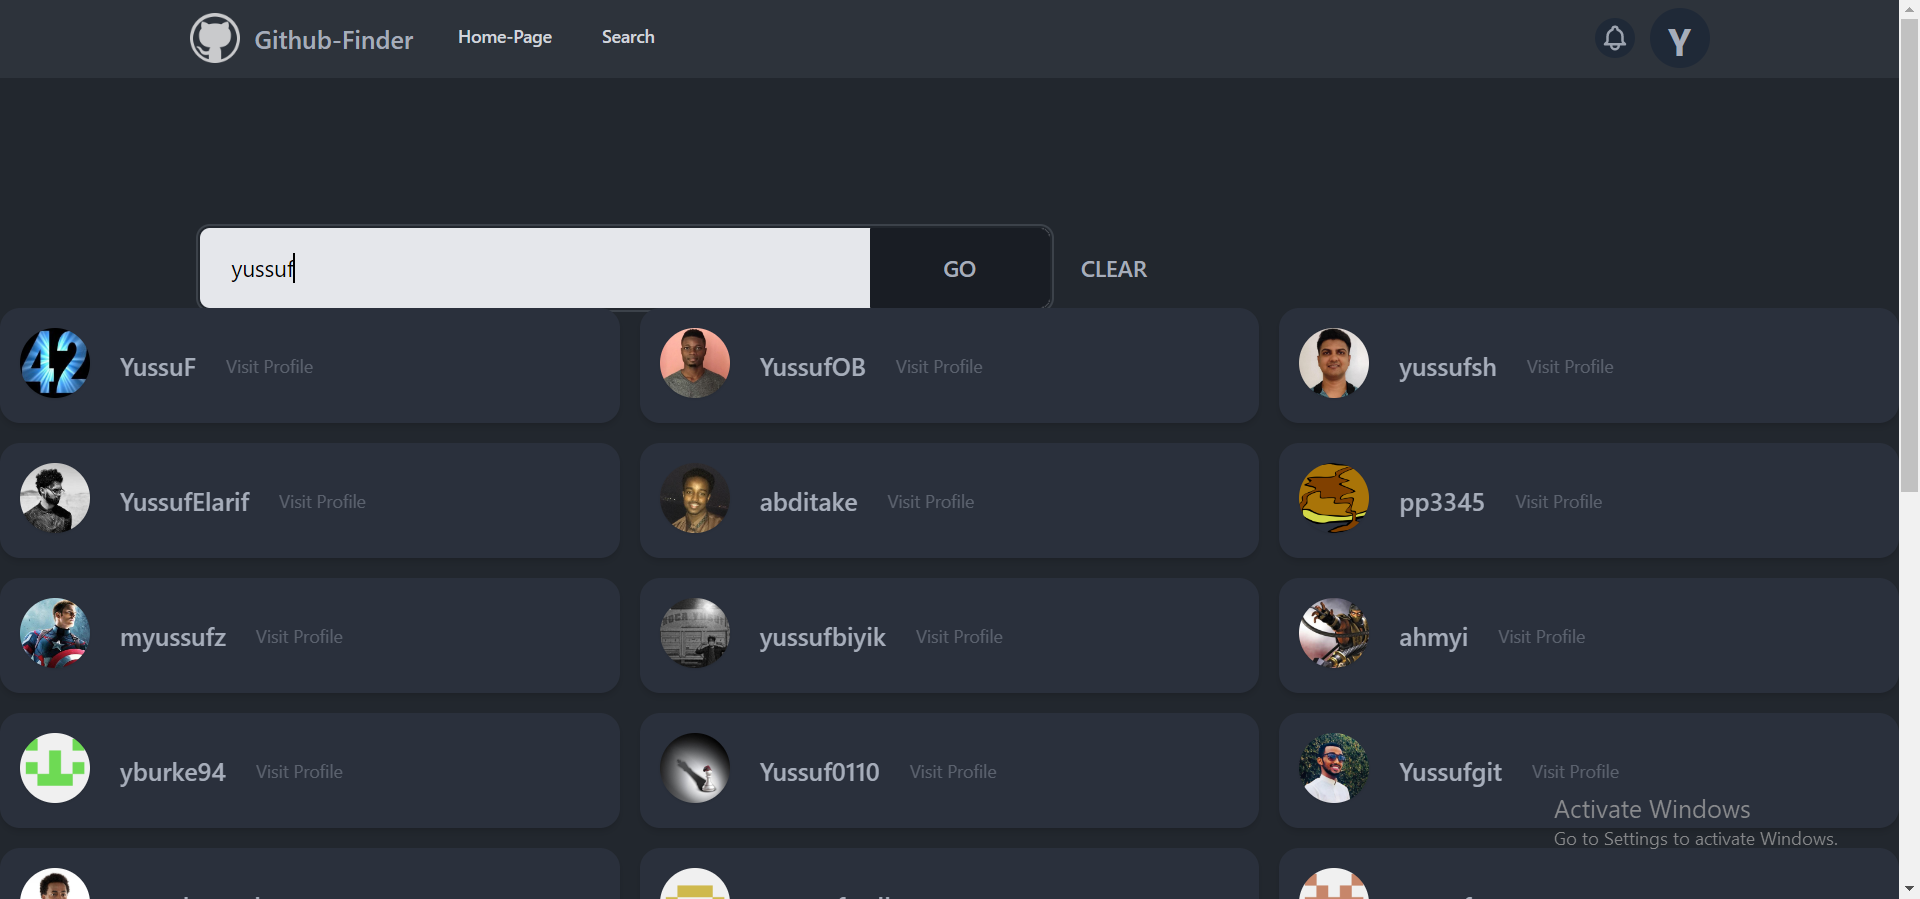 Github-Finder Home-Page Search Y
yussuf GO CLEAR
YussuF Visit Profile YussufOB Visit Profile yussufsh Visit Profile
YussufElarif Visit Profile abditake Visit Profile pp3345 Visit Profile
myussufz Visit Profile yussufbiyik Visit Profile ahmyi Visit Profile
yburke94 Visit Profile Yussuf0110 Visit Profile Yussufgit Visit Profile
Activate Windows
Go to Settings to activate Windows.